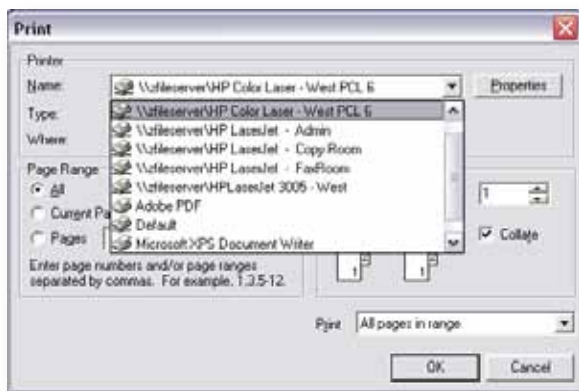 Print
Printer
Name: \\zfileserver\HP Color Laser - West PCL 6 Properties
Type: \\zfileserver\HP Color Laser - West PCL 6
Where: \\zfileserver\HP LaserJet - Admin
\\zfileserver\HP LaserJet - Copy Room
\\zfileserver\HP LaserJet - FaxRoom
\\zfileserver\HPLaserJet 3005 - West
Adobe PDF
Default
Microsoft XPS Document Writer
Page Range
All
Current Pa
Pages
Enter page numbers and/or page ranges
separated by commas. For example, 1,3,5-12.
1
Collate
1 1
Print All pages in range
OK Cancel